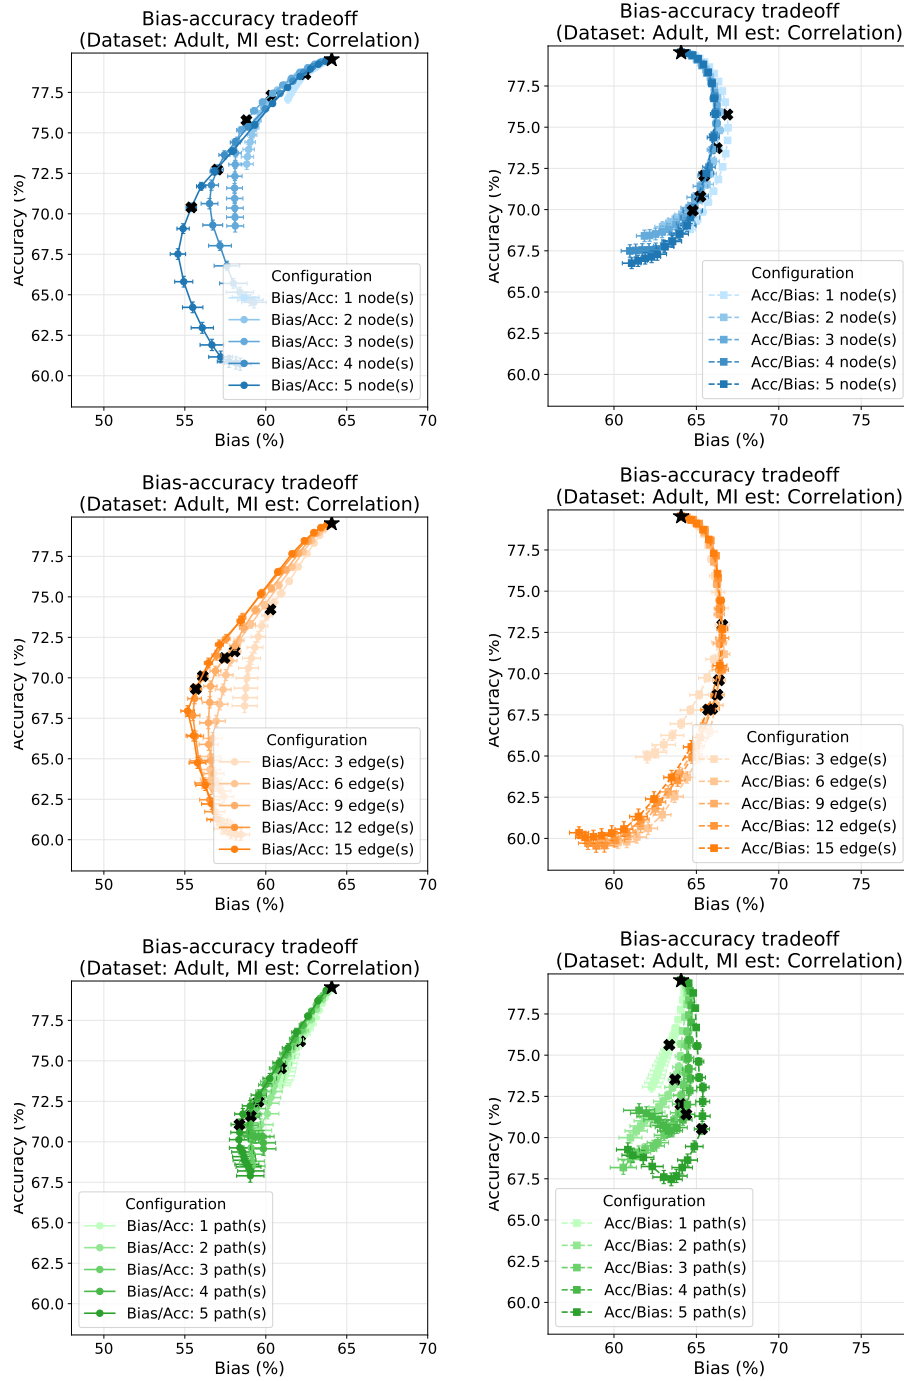 Bias-accuracy tradeoff
(Dataset: Adult, MI est: Correlation)
Accuracy (%)
77.5
75.0
72.5
70.0
67.5
65.0
62.5
60.0
Configuration
Bias/Acc: 1 node(s)
Bias/Acc: 2 node(s)
Bias/Acc: 3 node(s)
Bias/Acc: 4 node(s)
Bias/Acc: 5 node(s)
50 55 60 65 70
Bias (%)
Bias-accuracy tradeoff
(Dataset: Adult, MI est: Correlation)
Accuracy (%)
77.5
75.0
72.5
70.0
67.5
65.0
62.5
60.0
Configuration
Acc/Bias: 1 node(s)
Acc/Bias: 2 node(s)
Acc/Bias: 3 node(s)
Acc/Bias: 4 node(s)
Acc/Bias: 5 node(s)
60 65 70 75
Bias (%)
Bias-accuracy tradeoff
(Dataset: Adult, MI est: Correlation)
Accuracy (%)
77.5
75.0
72.5
70.0
67.5
65.0
62.5
60.0
Configuration
Bias/Acc: 3 edge(s)
Bias/Acc: 6 edge(s)
Bias/Acc: 9 edge(s)
Bias/Acc: 12 edge(s)
Bias/Acc: 15 edge(s)
50 55 60 65 70
Bias (%)
Bias-accuracy tradeoff
(Dataset: Adult, MI est: Correlation)
Accuracy (%)
77.5
75.0
72.5
70.0
67.5
65.0
62.5
60.0
Configuration
Acc/Bias: 3 edge(s)
Acc/Bias: 6 edge(s)
Acc/Bias: 9 edge(s)
Acc/Bias: 12 edge(s)
Acc/Bias: 15 edge(s)
60 65 70 75
Bias (%)
Bias-accuracy tradeoff
(Dataset: Adult, MI est: Correlation)
Accuracy (%)
77.5
75.0
72.5
70.0
67.5
65.0
62.5
60.0
Configuration
Bias/Acc: 1 path(s)
Bias/Acc: 2 path(s)
Bias/Acc: 3 path(s)
Bias/Acc: 4 path(s)
Bias/Acc: 5 path(s)
50 55 60 65 70
Bias (%)
Bias-accuracy tradeoff
(Dataset: Adult, MI est: Correlation)
Accuracy (%)
77.5
75.0
72.5
70.0
67.5
65.0
62.5
60.0
Configuration
Acc/Bias: 1 path(s)
Acc/Bias: 2 path(s)
Acc/Bias: 3 path(s)
Acc/Bias: 4 path(s)
Acc/Bias: 5 path(s)
60 65 70 75
Bias (%)